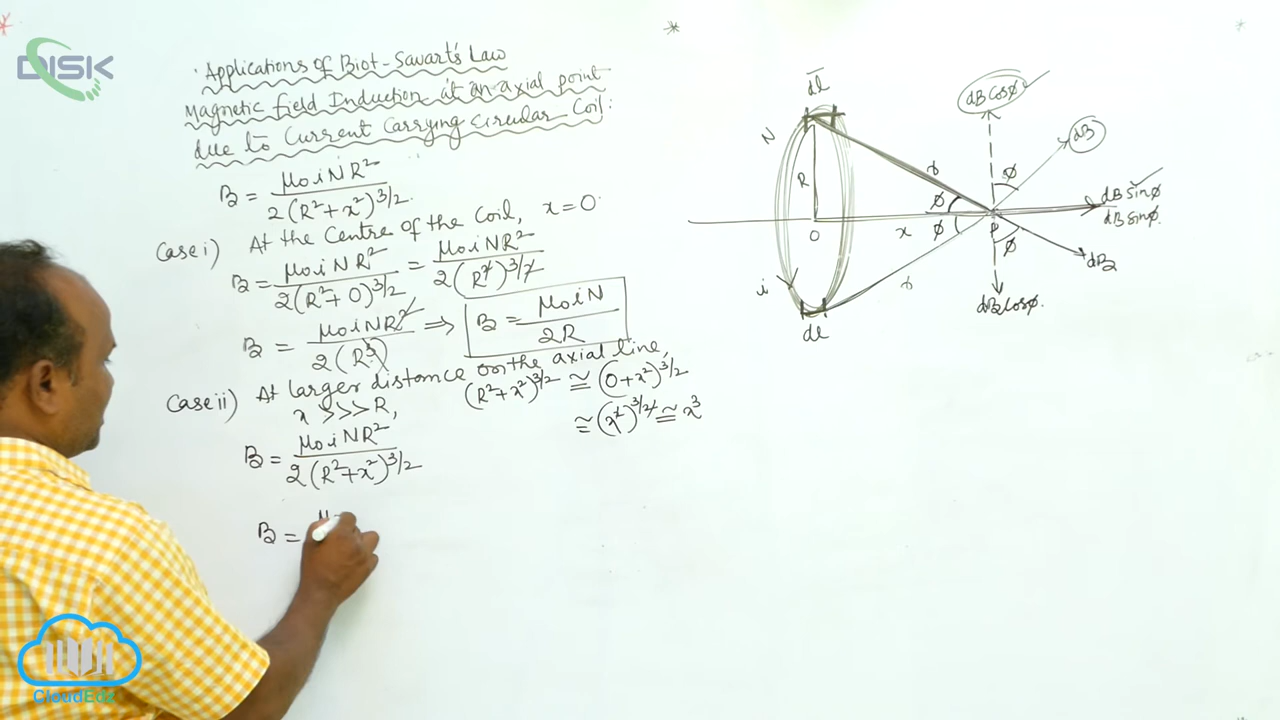 DISK
Applications of Biot-Savart's Law
Magnetic field Induction at an axial point
due to Current Carrying Circular Coil:
B = μ₀iNR² / 2(R²+x²)^3/2
Case i) At the Centre of the Coil, x=0
B = μ₀iNR² / 2(R²+0)^3/2 = μ₀iNR² / 2(R²)^3/2
B = μ₀iNR² / 2(R³) ⇒ B = μ₀iN / 2R
Case ii) At larger distance on the axial line,
x >>> R, (R²+x²)^3/2 ≅ (0+x²)^3/2
≅ (x²)^3/2 ≅ x³
B = μ₀iNR² / 2(R²+x²)^3/2
B = μ
dl
N
R
O
x
i
dl
r
r
φ
φ
φ
φ
P
dB cosφ
dB
dB sinφ
dB sinφ
dB
dB cosφ.
CloudEdz